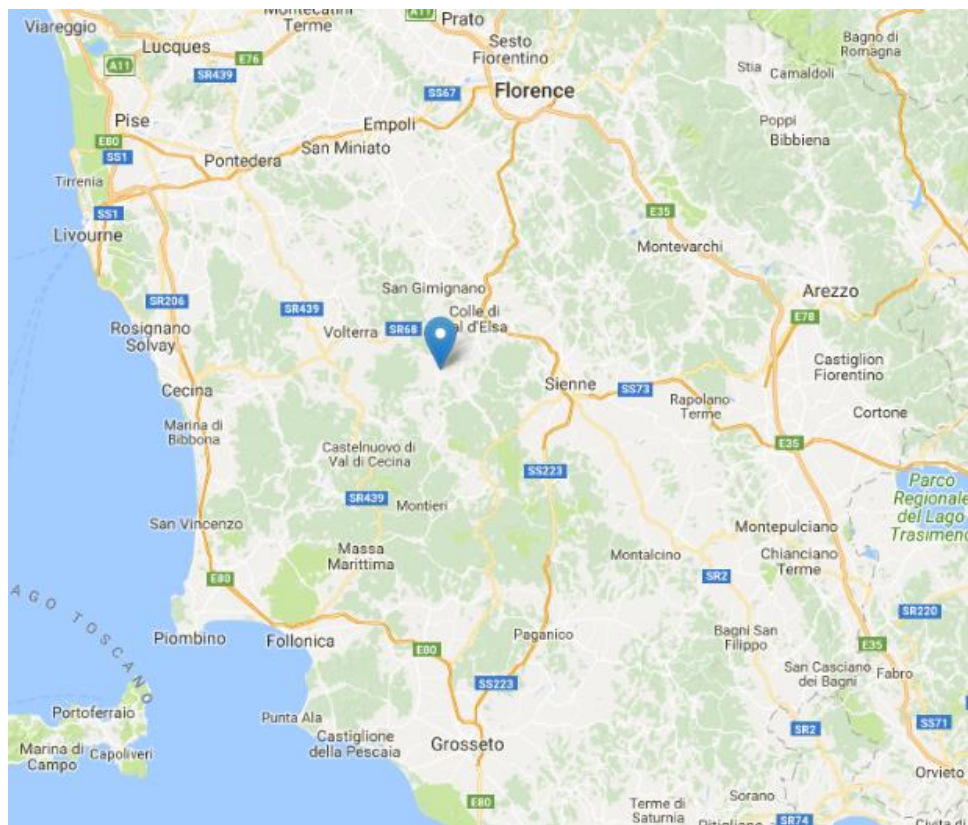 Montecatini
Terme
A11
Prato
Viareggio
Lucques
Sesto
Fiorentino
Bagno di
Romagna
A11
E76
SR439
Stia
Camaldoli
SS67
Florence
Pise
Empoli
Poppi
Bibbiena
E80
SS1
San Miniato
Pontedera
Tirrenia
SS1
E35
Livourne
Montevarchi
San Gimignano
Arezzo
SR206
SR439
Colle di
Rosignano
Solvay
Volterra
SR68
al d'Elsa
E78
Castiglion
Fiorentino
Cecina
Sienne
SS73
Rapolano
Terme
Cortone
Marina di
Bibbona
E35
Castelnuovo di
Val di Cecina
SS223
Parco
Regionale
del Lago
Trasimeno
SR439
Montieri
San Vincenzo
Montepulciano
Massa
Marittima
Montalcino
Chianciano
Terme
E80
SR2
AGO TOSCANO
SR220
Piombino
Follonica
Paganico
Bagni San
Filippo
E80
E35
San Casciano
dei Bagni
Fabro
SS223
Portoferraio
Punta Ala
SS71
Marina di
Campo
Capoliveri
Castiglione
della Pescaia
Grosseto
SR2
Orvieto
E80
Terme di
Saturnia
Sorano
Pitigliano
SR74
Civita di